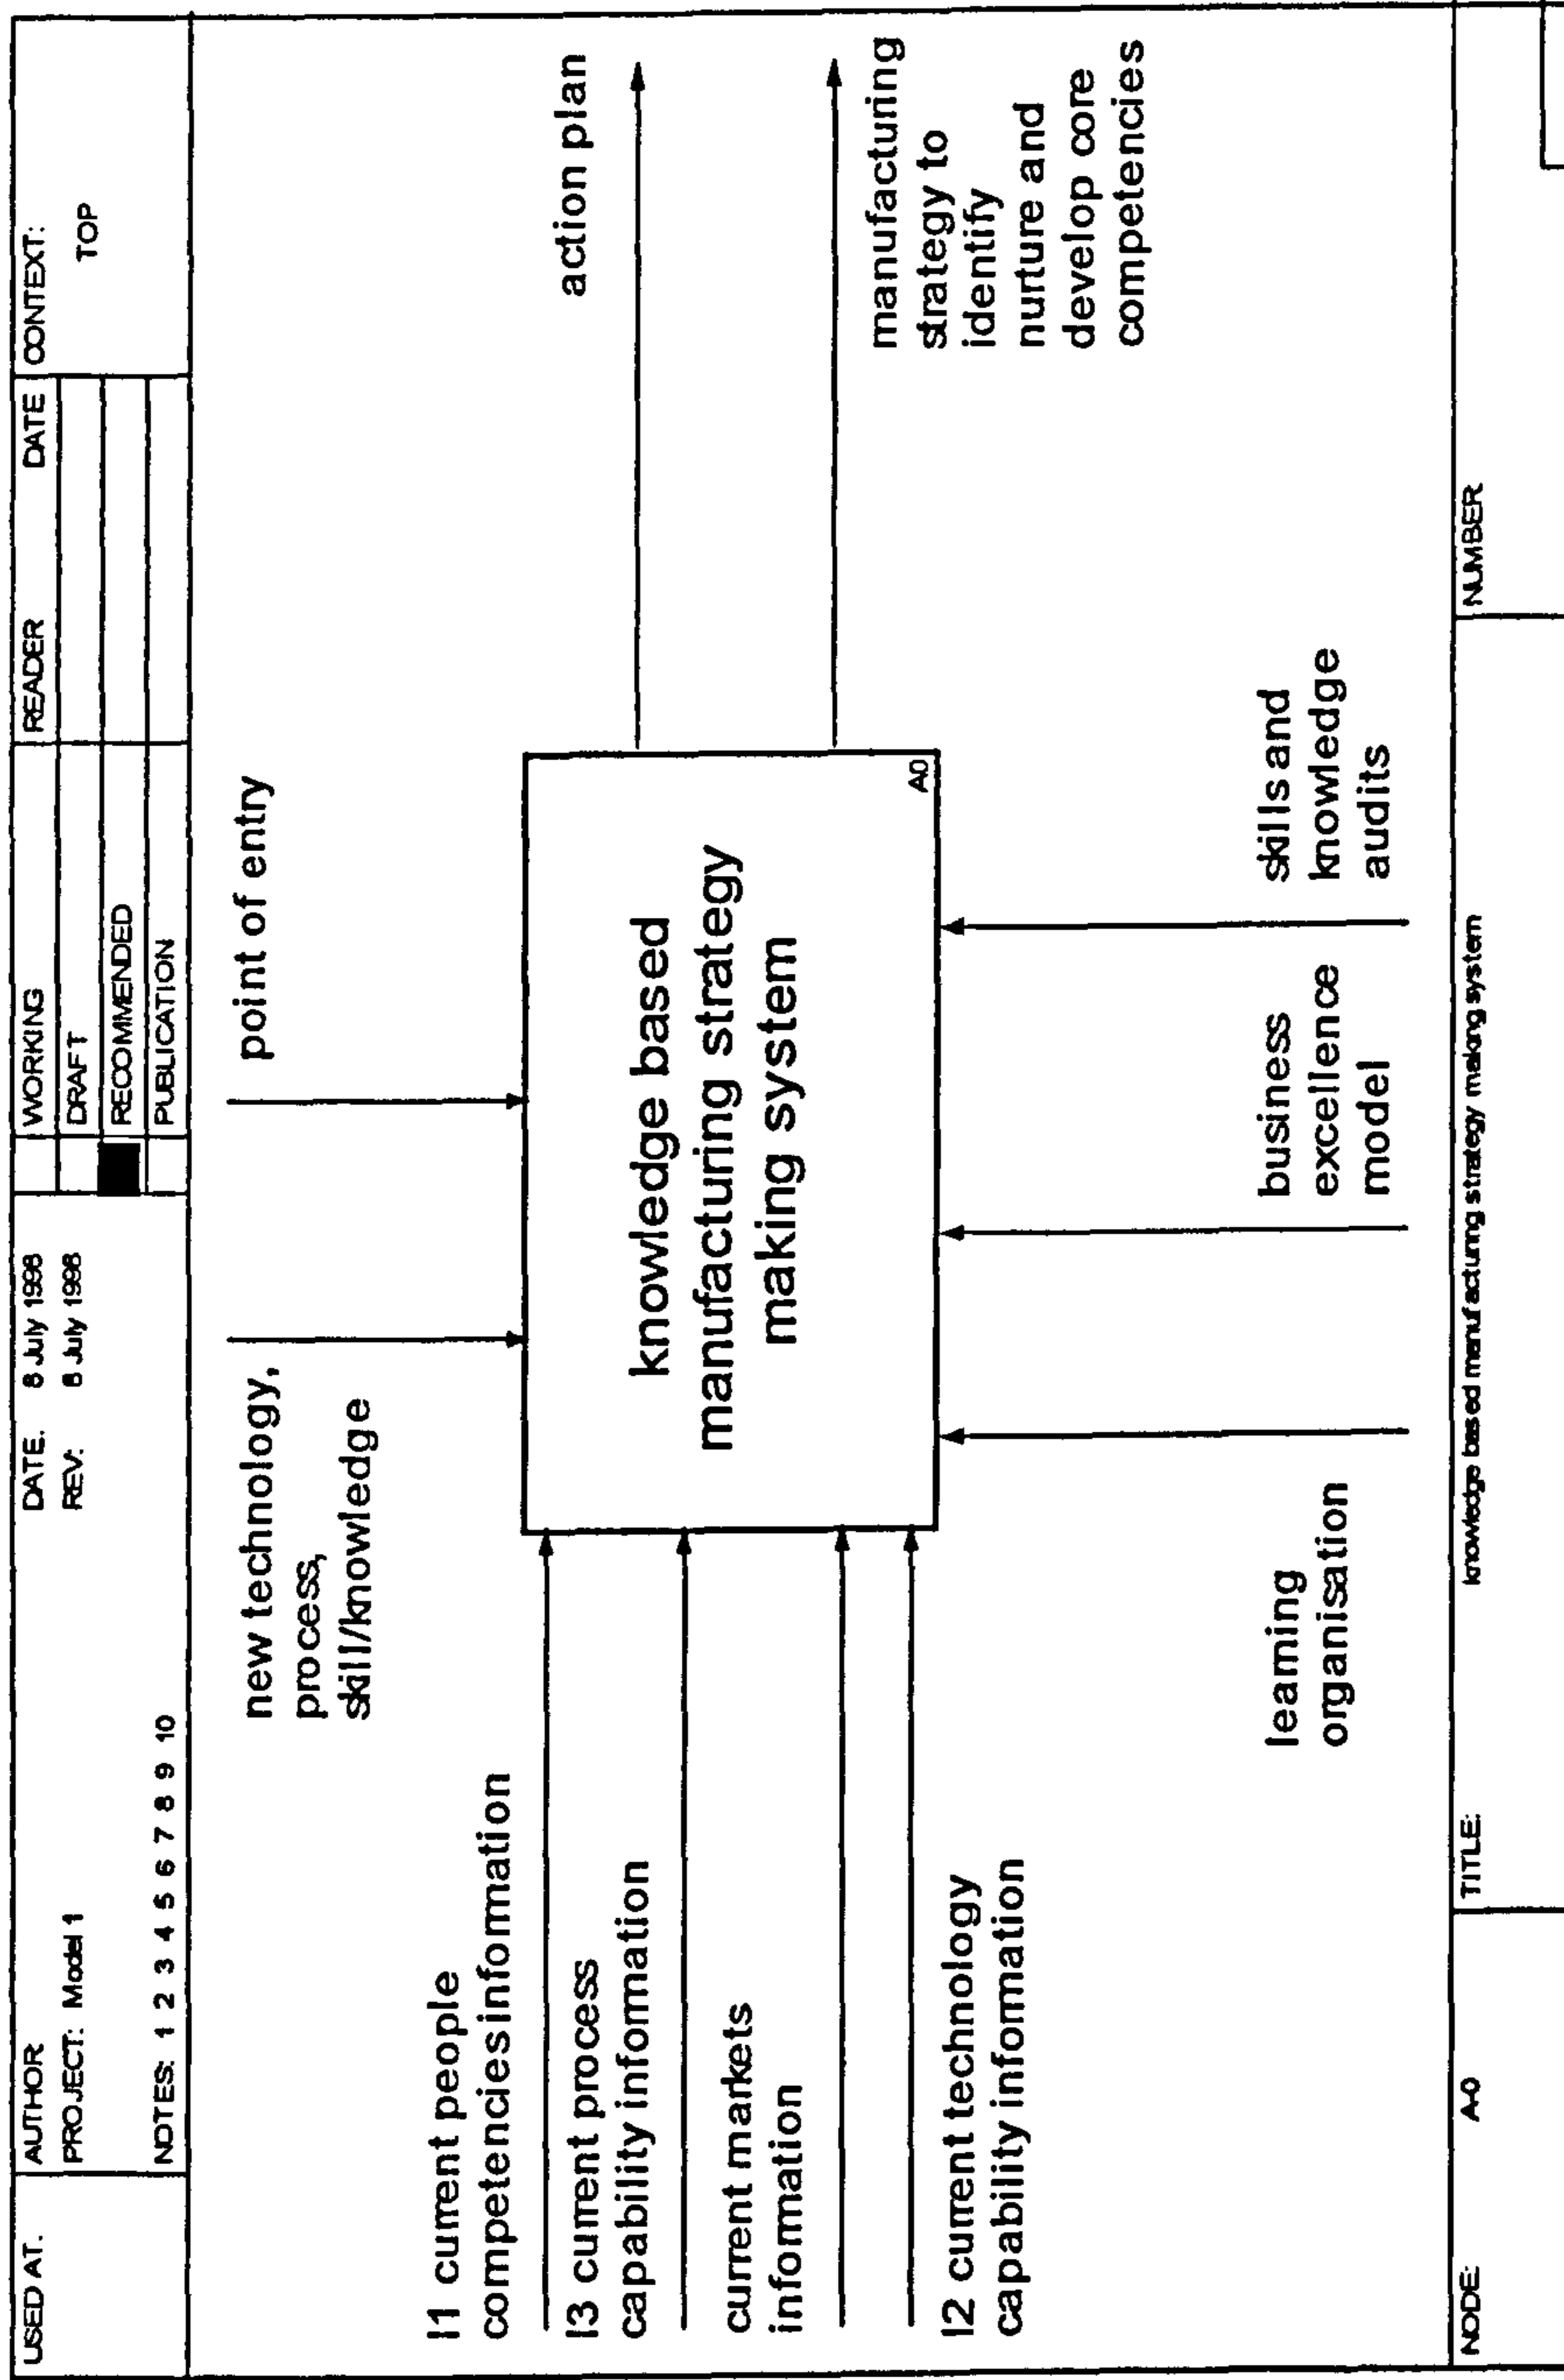 USED AT.
AUTHOR
PROJECT: Model 1
NOTES: 1 2 3 4 5 6 7 8 9 10
DATE. 8 July 1998
REV: 8 July 1998
WORKING
DRAFT
RECOMMENDED
PUBLICATION
READER DATE
CONTEXT:
TOP
new technology,
process,
skill/knowledge
point of entry
I1 current people
competencies information
I3 current process
capability information
current markets
information
I2 current technology
capability information
knowledge based
manufacturing strategy
making system
A0
action plan
manufacturing
strategy to
identify
nurture and
develop core
competencies
learning
organisation
business
excellence
model
skills and
knowledge
audits
NODE: A-0
TITLE: knowledge based manufacturing strategy making system
NUMBER